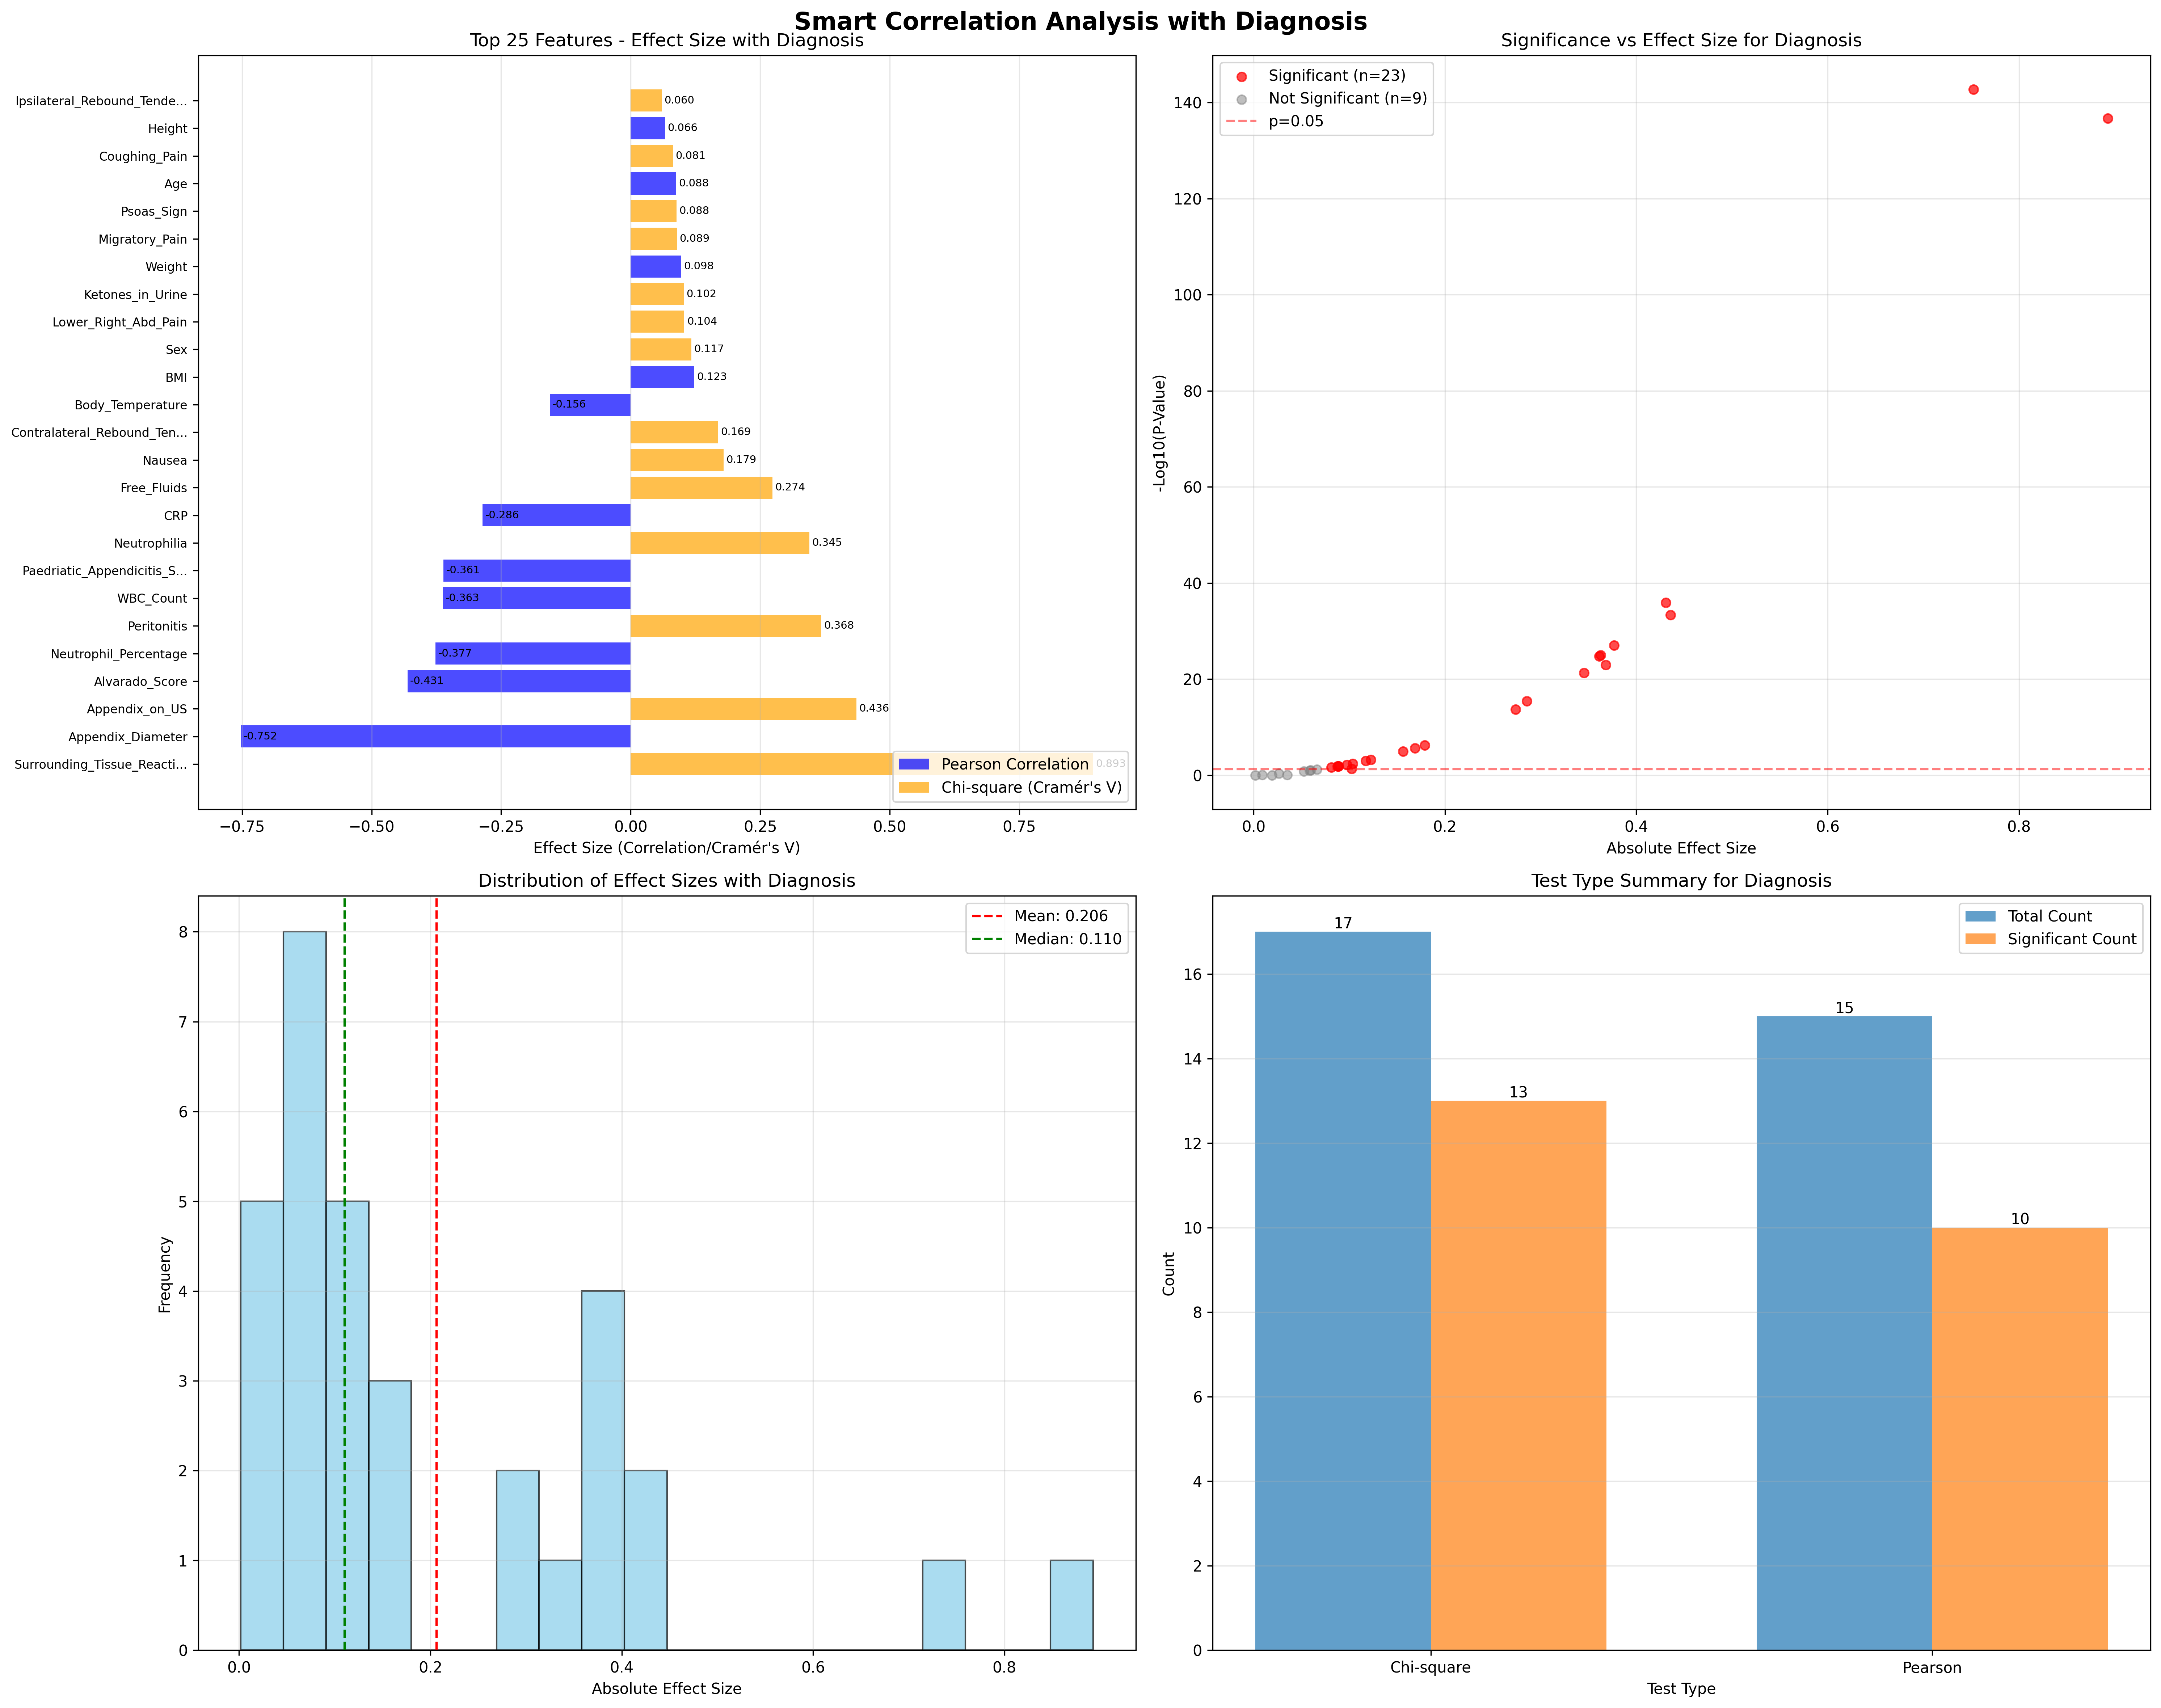 Smart Correlation Analysis with Diagnosis
Top 25 Features - Effect Size with Diagnosis
Ipsilateral_Rebound_Tende... 0.060
Height 0.066
Coughing_Pain 0.081
Age 0.088
Psoas_Sign 0.088
Migratory_Pain 0.089
Weight 0.098
Ketones_in_Urine 0.102
Lower_Right_Abd_Pain 0.104
Sex 0.117
BMI 0.123
Body_Temperature -0.156
Contralateral_Rebound_Ten... 0.169
Nausea 0.179
Free_Fluids 0.274
CRP -0.286
Neutrophilia 0.345
Paedriatic_Appendicitis_S... -0.361
WBC_Count -0.363
Peritonitis 0.368
Neutrophil_Percentage -0.377
Alvarado_Score -0.431
Appendix_on_US 0.436
Appendix_Diameter -0.752
Surrounding_Tissue_Reacti... 0.893
Pearson Correlation
Chi-square (Cramér's V)
−0.75 −0.50 −0.25 0.00 0.25 0.50 0.75
Effect Size (Correlation/Cramér's V)
Significance vs Effect Size for Diagnosis
Significant (n=23)
Not Significant (n=9)
p=0.05
140
120
100
80
60
40
20
0
-Log10(P-Value)
0.0 0.2 0.4 0.6 0.8
Absolute Effect Size
Distribution of Effect Sizes with Diagnosis
Mean: 0.206
Median: 0.110
8
7
6
5
4
3
2
1
0
Frequency
0.0 0.2 0.4 0.6 0.8
Absolute Effect Size
Test Type Summary for Diagnosis
Total Count
Significant Count
17
15
13
10
16
14
12
10
8
6
4
2
0
Count
Chi-square Pearson
Test Type